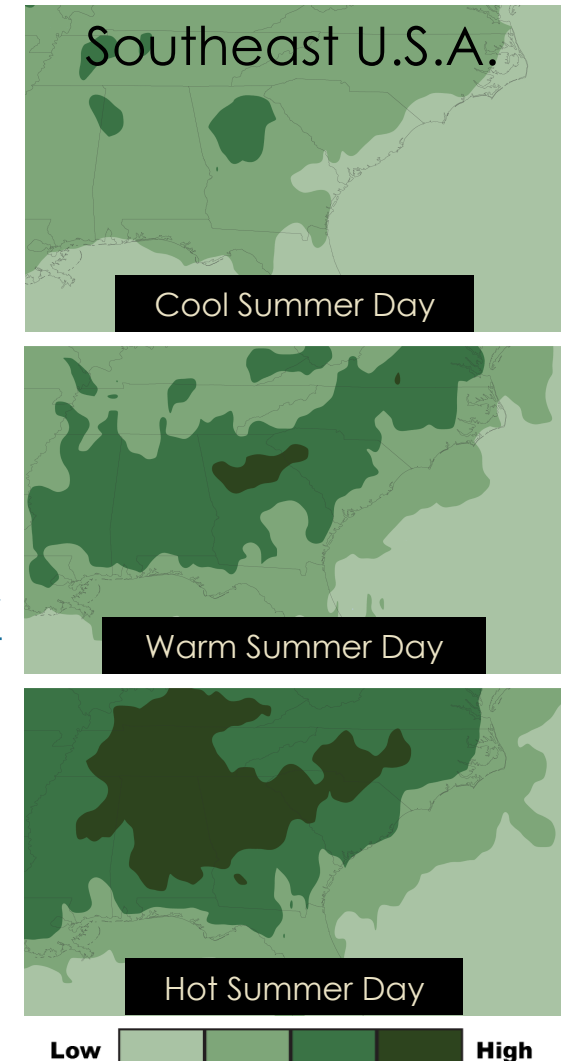 Southeast U.S.A.
Cool Summer Day
Warm Summer Day
Hot Summer Day
Low High